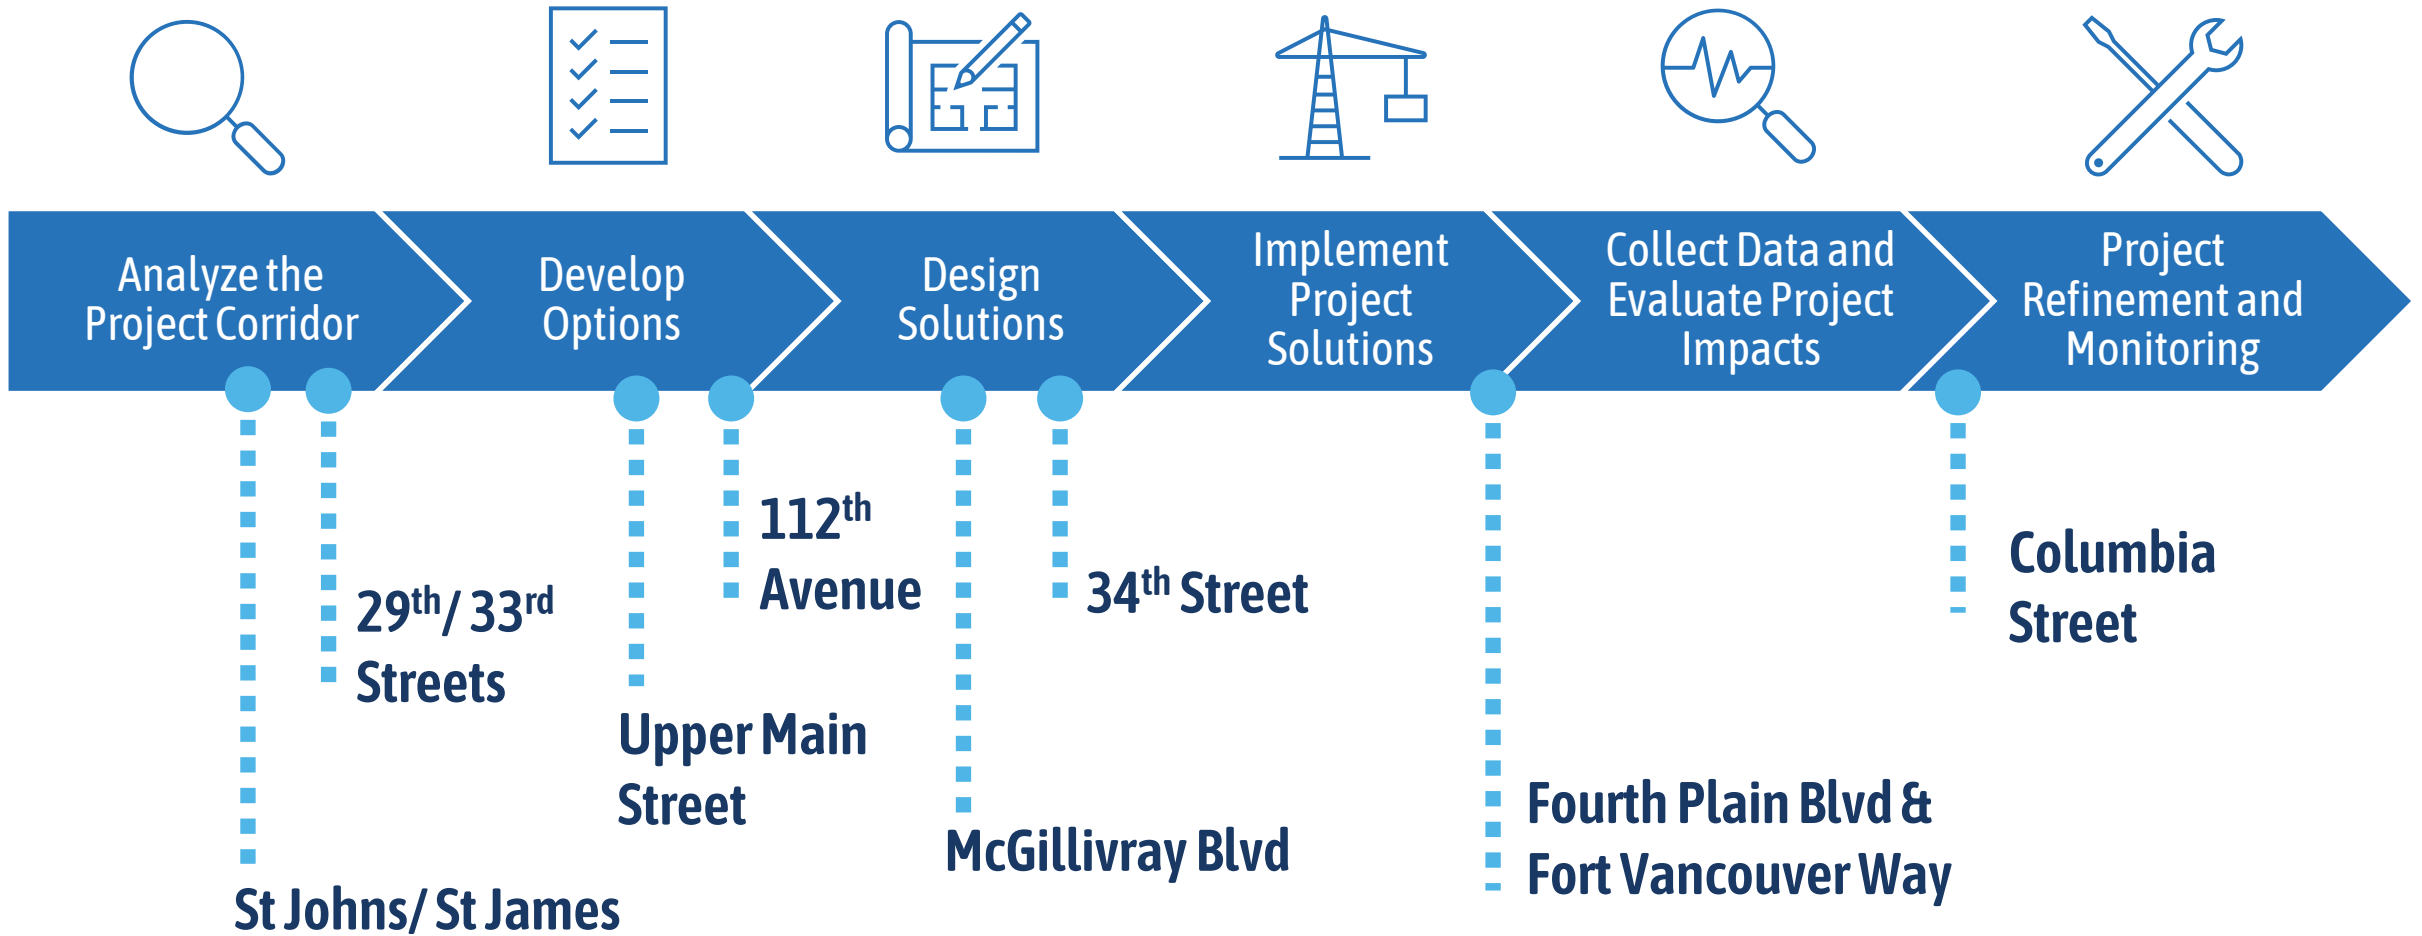 Analyze the
Project Corridor
Develop
Options
Design
Solutions
Implement
Project
Solutions
Collect Data and
Evaluate Project
Impacts
Project
Refinement and
Monitoring
St Johns/ St James
29th/ 33rd
Streets
Upper Main
Street
112th
Avenue
McGillivray Blvd
34th Street
Fourth Plain Blvd &
Fort Vancouver Way
Columbia
Street